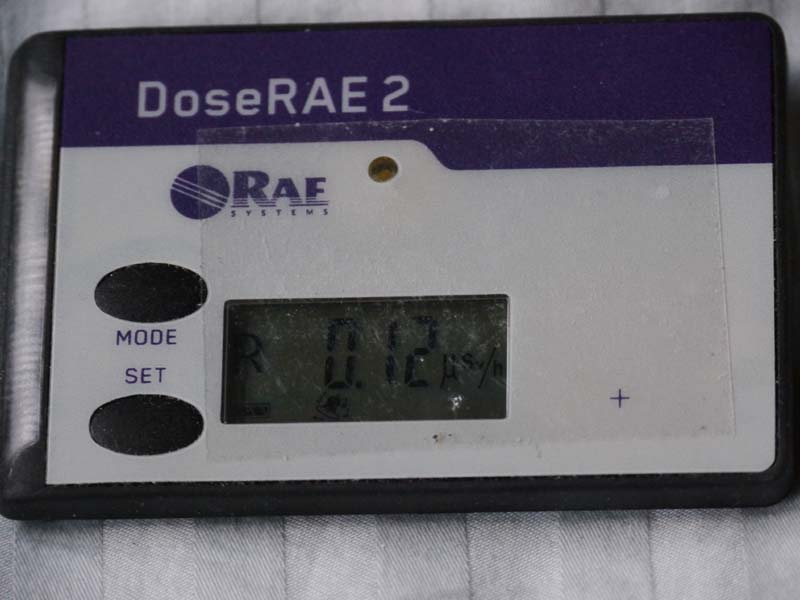 DoseRAE 2
RAE
SYSTEMS
MODE
SET
R 0.12 µSv/h
+